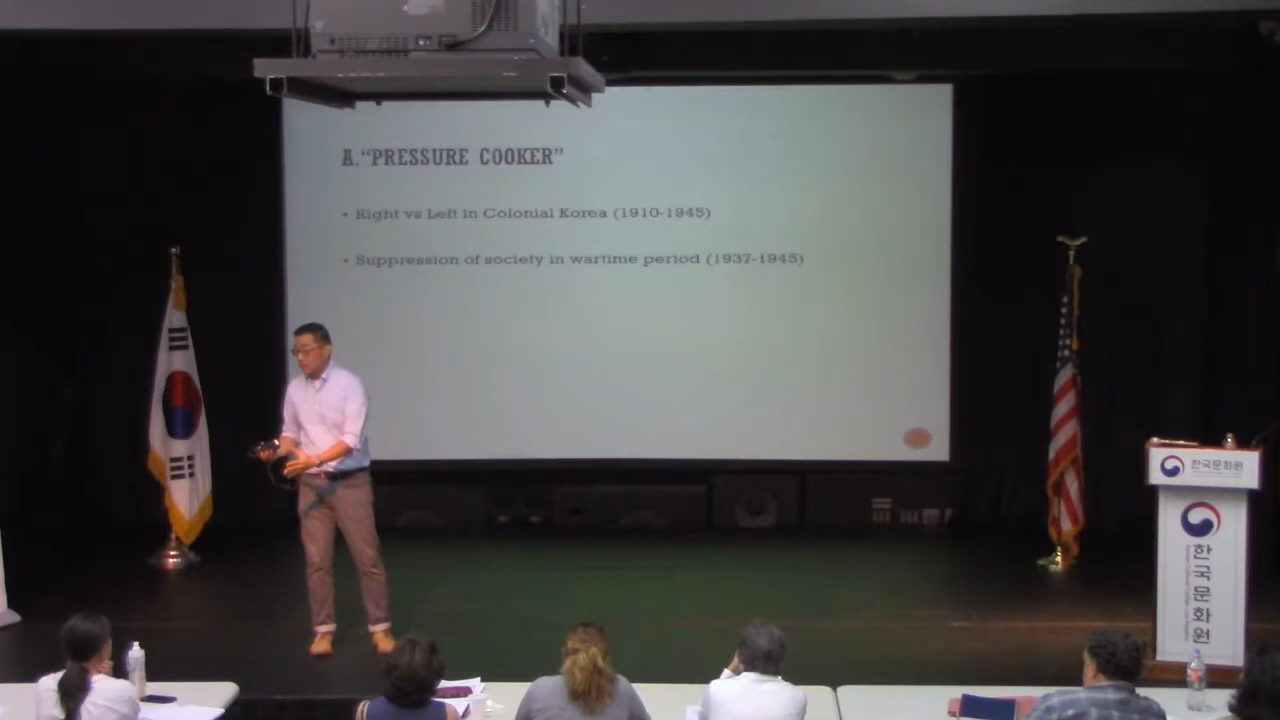 A. “PRESSURE COOKER”
• Right vs Left in Colonial Korea (1910-1945)
• Suppression of society in wartime period (1937-1945)
한국문화원
한국문화원